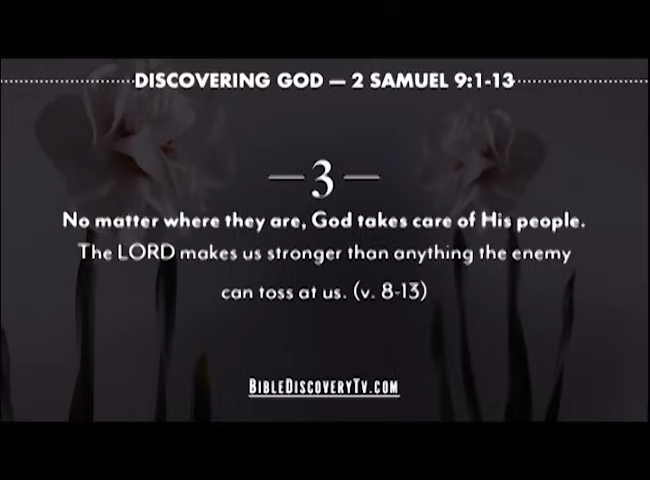 DISCOVERING GOD — 2 SAMUEL 9:1-13
— 3 —
No matter where they are, God takes care of His people.
The LORD makes us stronger than anything the enemy
can toss at us. (v. 8-13)
BIBLEDISCOVERYTV.COM